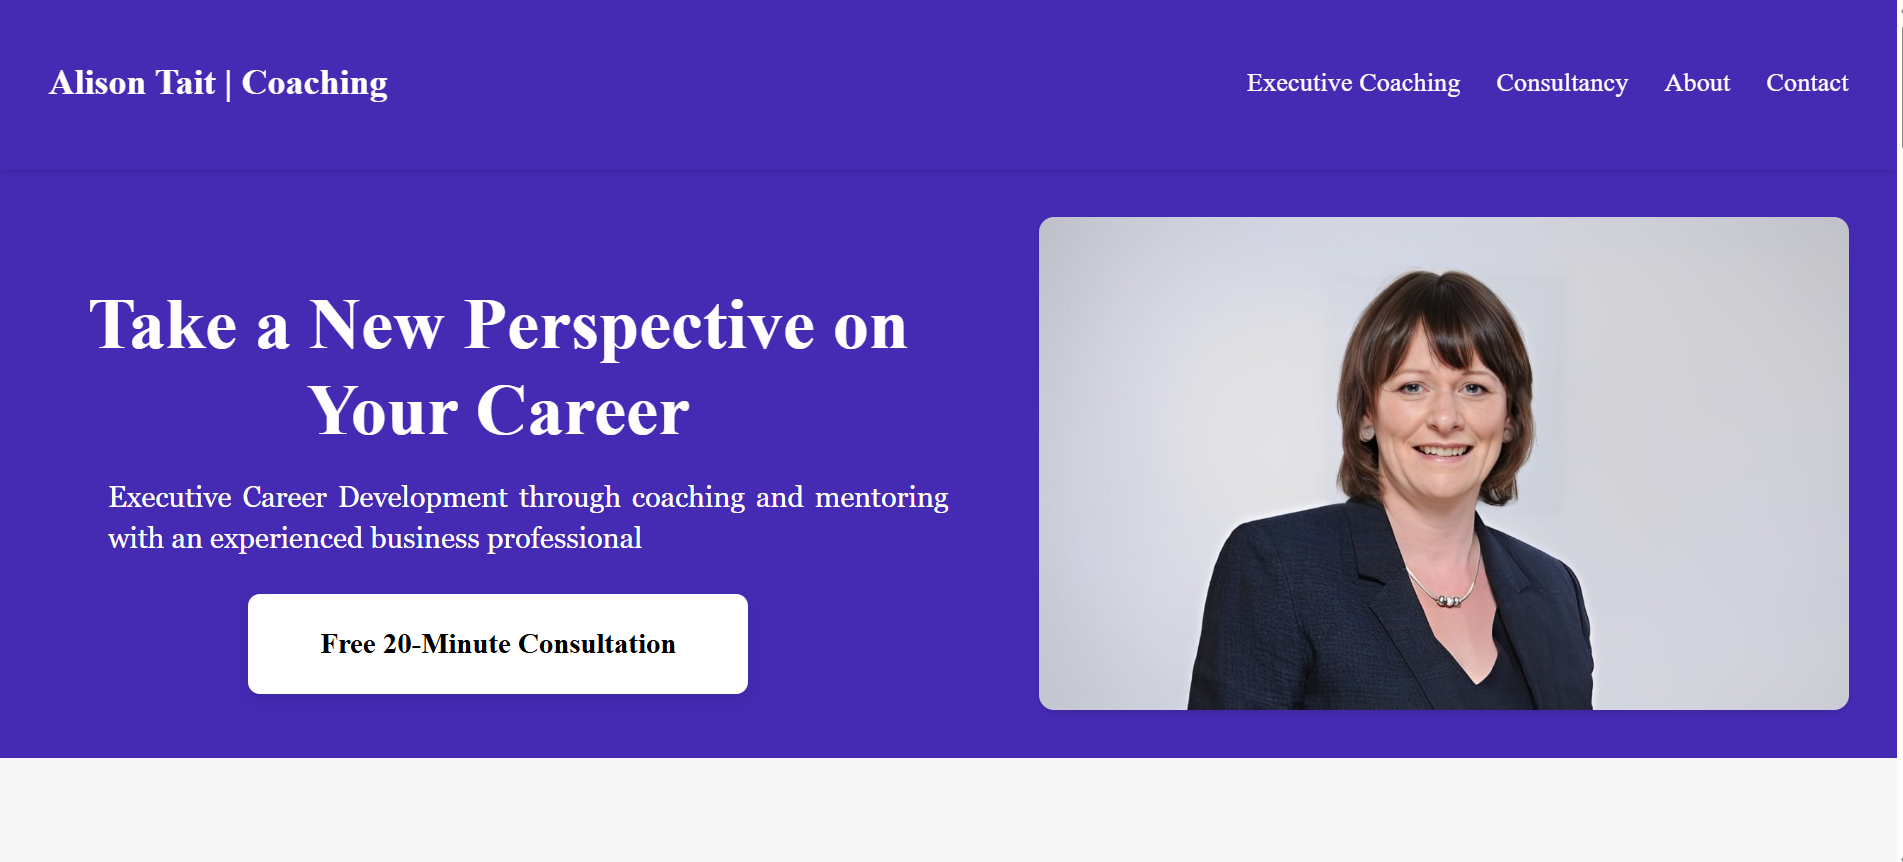 Alison Tait | Coaching
Executive Coaching Consultancy About Contact
Take a New Perspective on
Your Career
Executive Career Development through coaching and mentoring
with an experienced business professional
Free 20-Minute Consultation